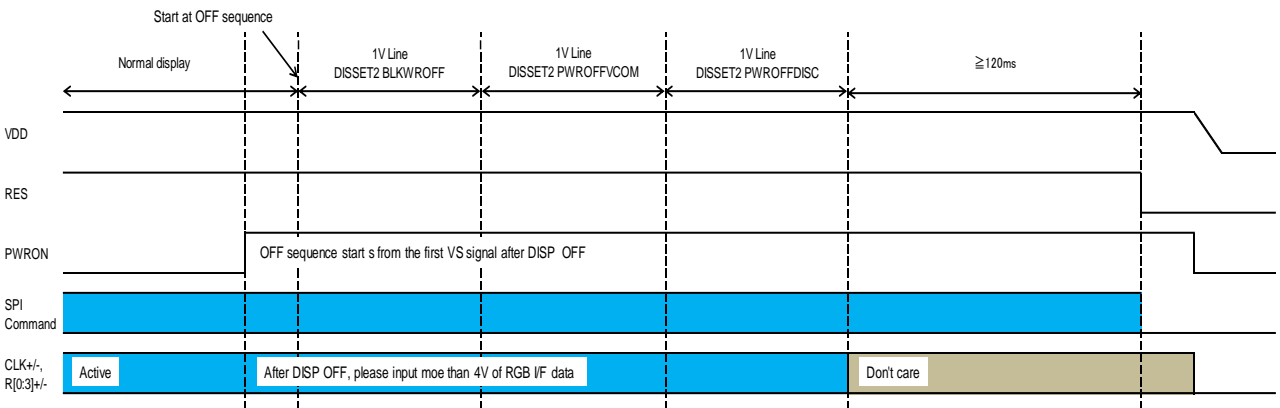 Start at OFF sequence
Normal display
1V Line
DISSET2 BLKWROFF
1V Line
DISSET2 PWROFFVCOM
1V Line
DISSET2 PWROFFDISC
≧120ms
VDD
RES
PWRON
OFF sequence start s from the first VS signal after DISP OFF
SPI
Command
CLK+/-,
R[0:3]+/-
Active
After DISP OFF, please input moe than 4V of RGB I/F data
Don't care